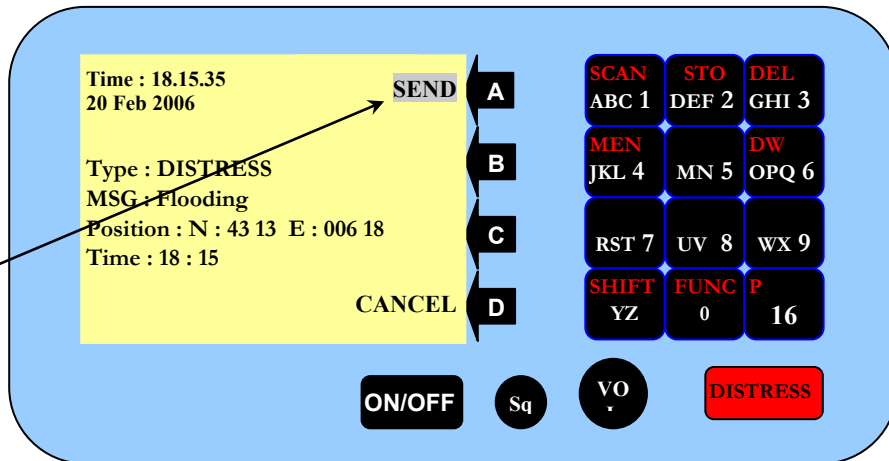 Time : 18.15.35
20 Feb 2006
SEND
Type : DISTRESS
MSG : Flooding
Position : N : 43 13 E : 006 18
Time : 18 : 15
CANCEL
A
B
C
D
SCAN STO DEL
ABC 1 DEF 2 GHI 3
MEN DW
JKL 4 MN 5 OPQ 6
RST 7 UV 8 WX 9
SHIFT FUNC P
YZ 0 16
ON/OFF
Sq
VO
DISTRESS